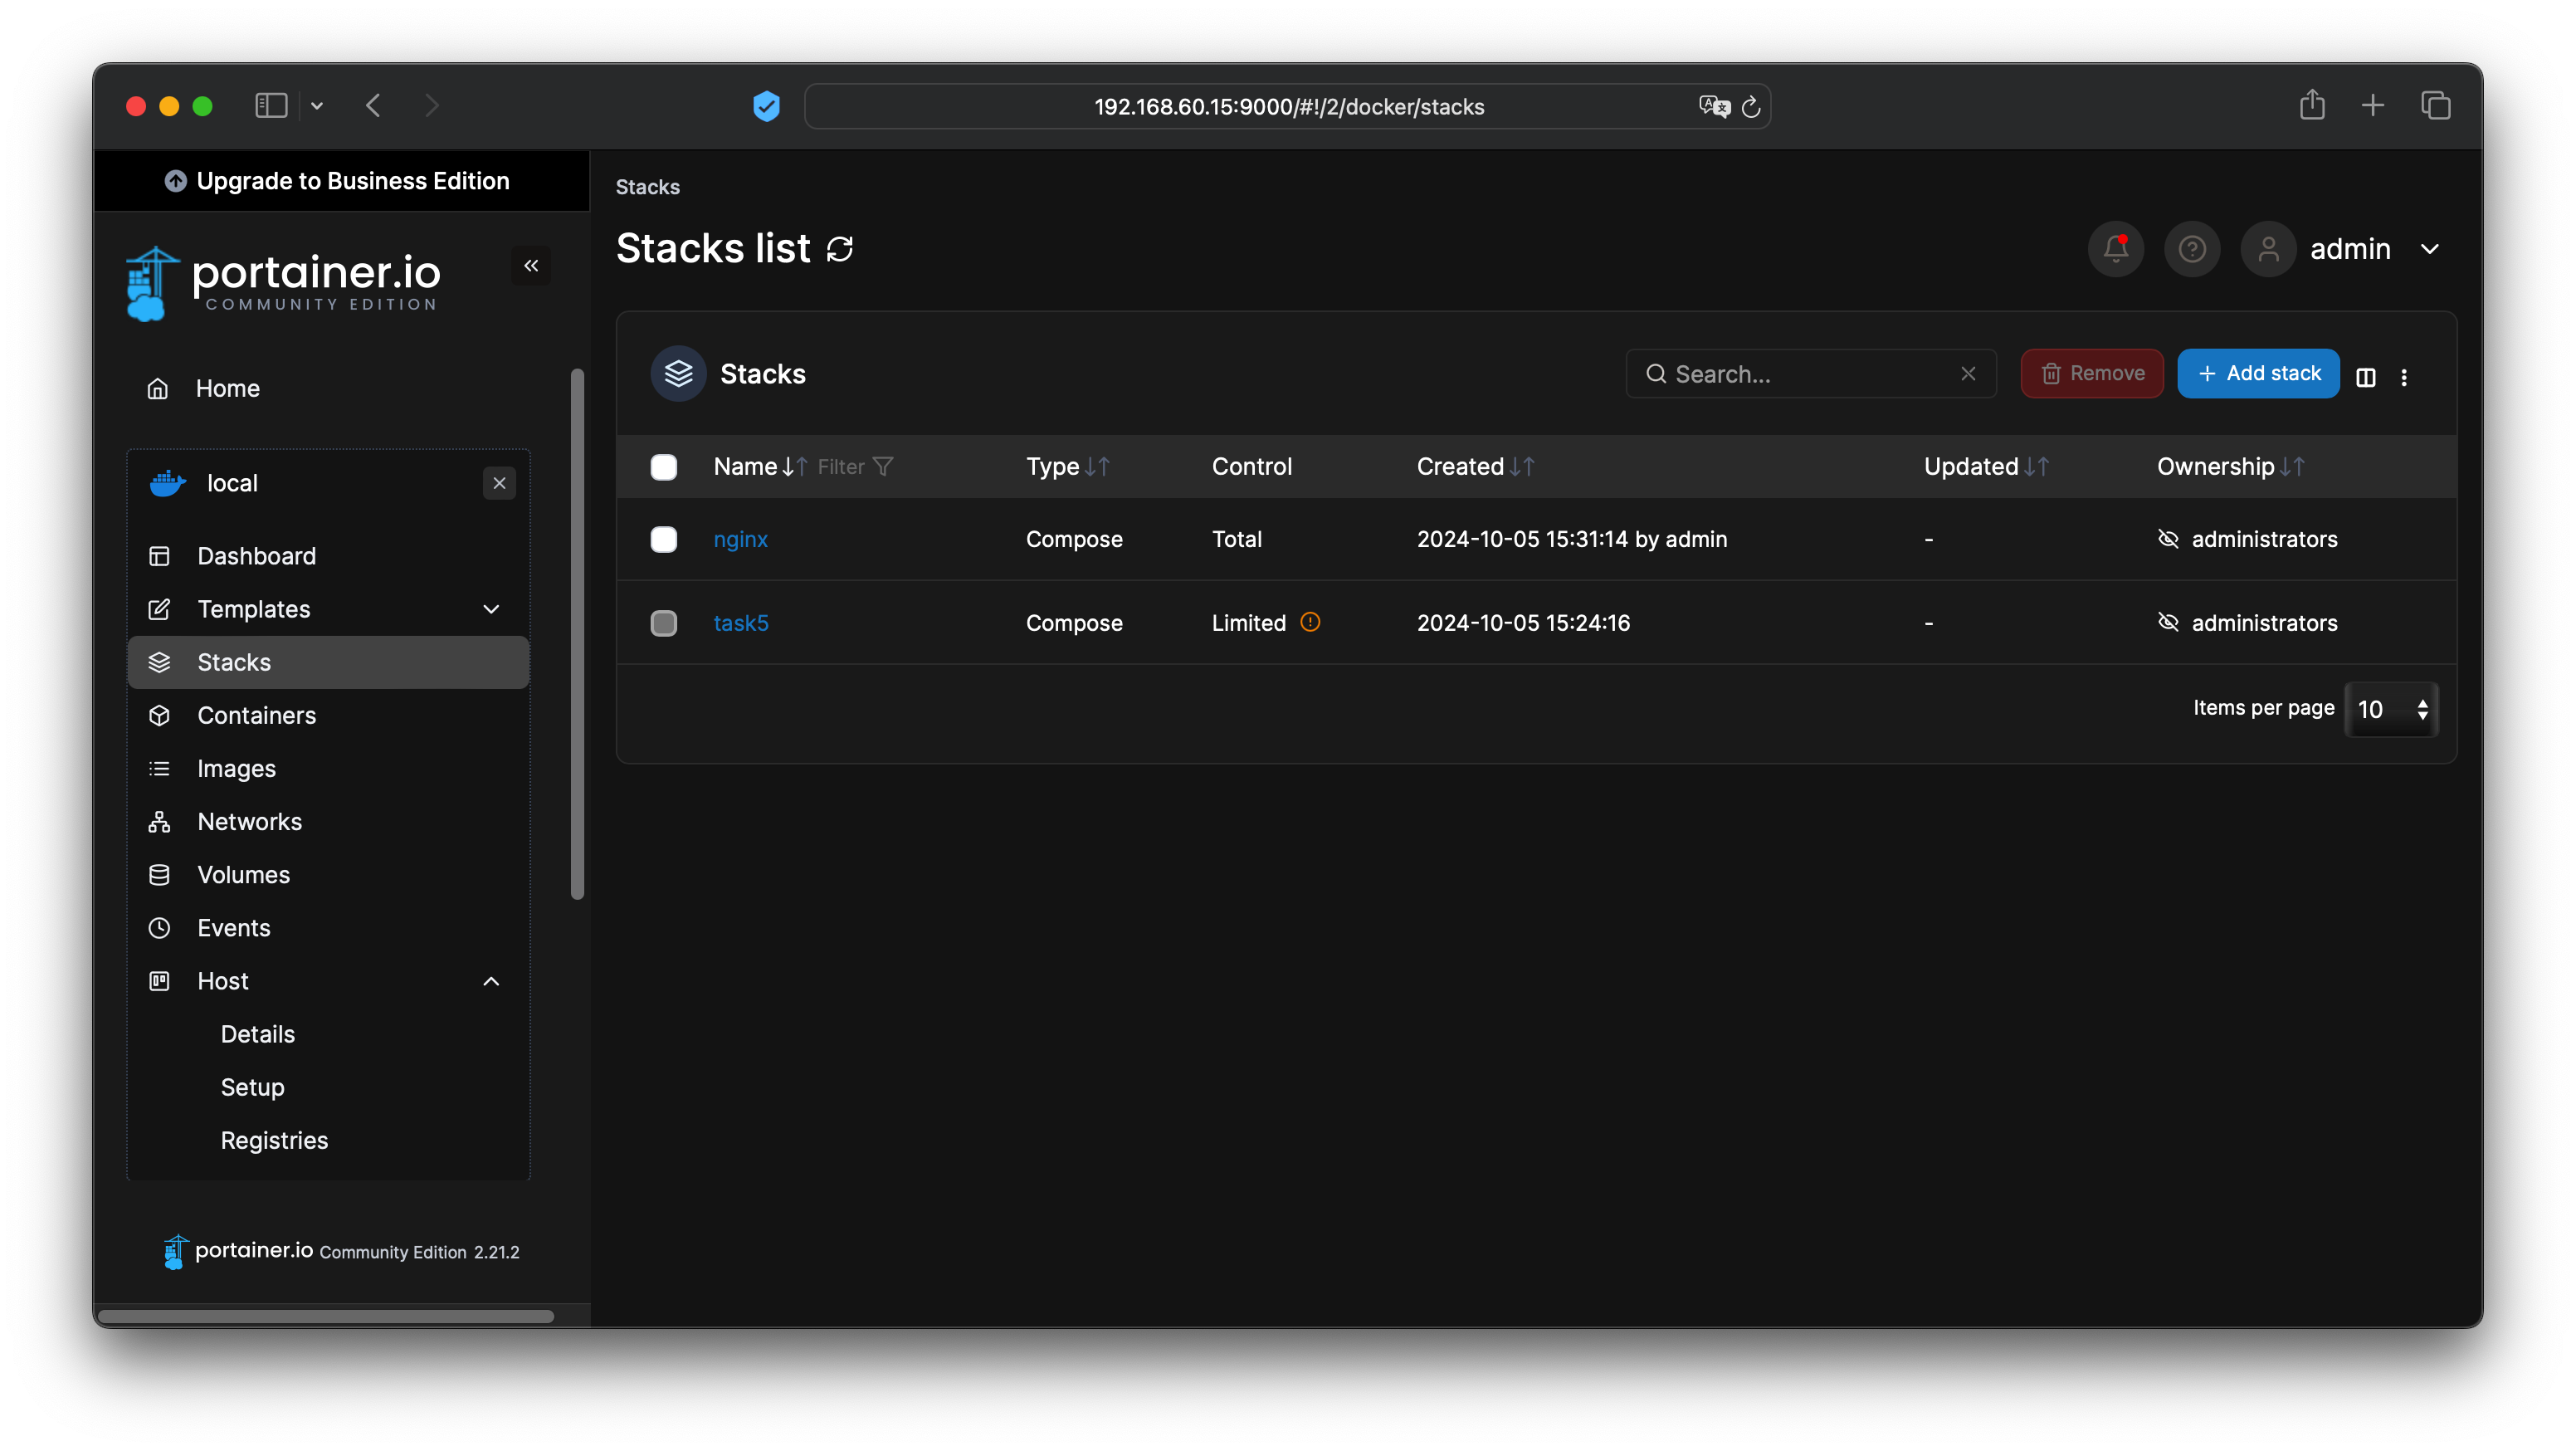 192.168.60.15:9000/#!/2/docker/stacks
Upgrade to Business Edition
portainer.io
COMMUNITY EDITION
Home
local
Dashboard
Templates
Stacks
Containers
Images
Networks
Volumes
Events
Host
Details
Setup
Registries
portainer.io Community Edition 2.21.2
Stacks
Stacks list
admin
Stacks
Search...
Remove
Add stack
Name Filter Type Control Created Updated Ownership
nginx Compose Total 2024-10-05 15:31:14 by admin - administrators
task5 Compose Limited 2024-10-05 15:24:16 - administrators
Items per page 10